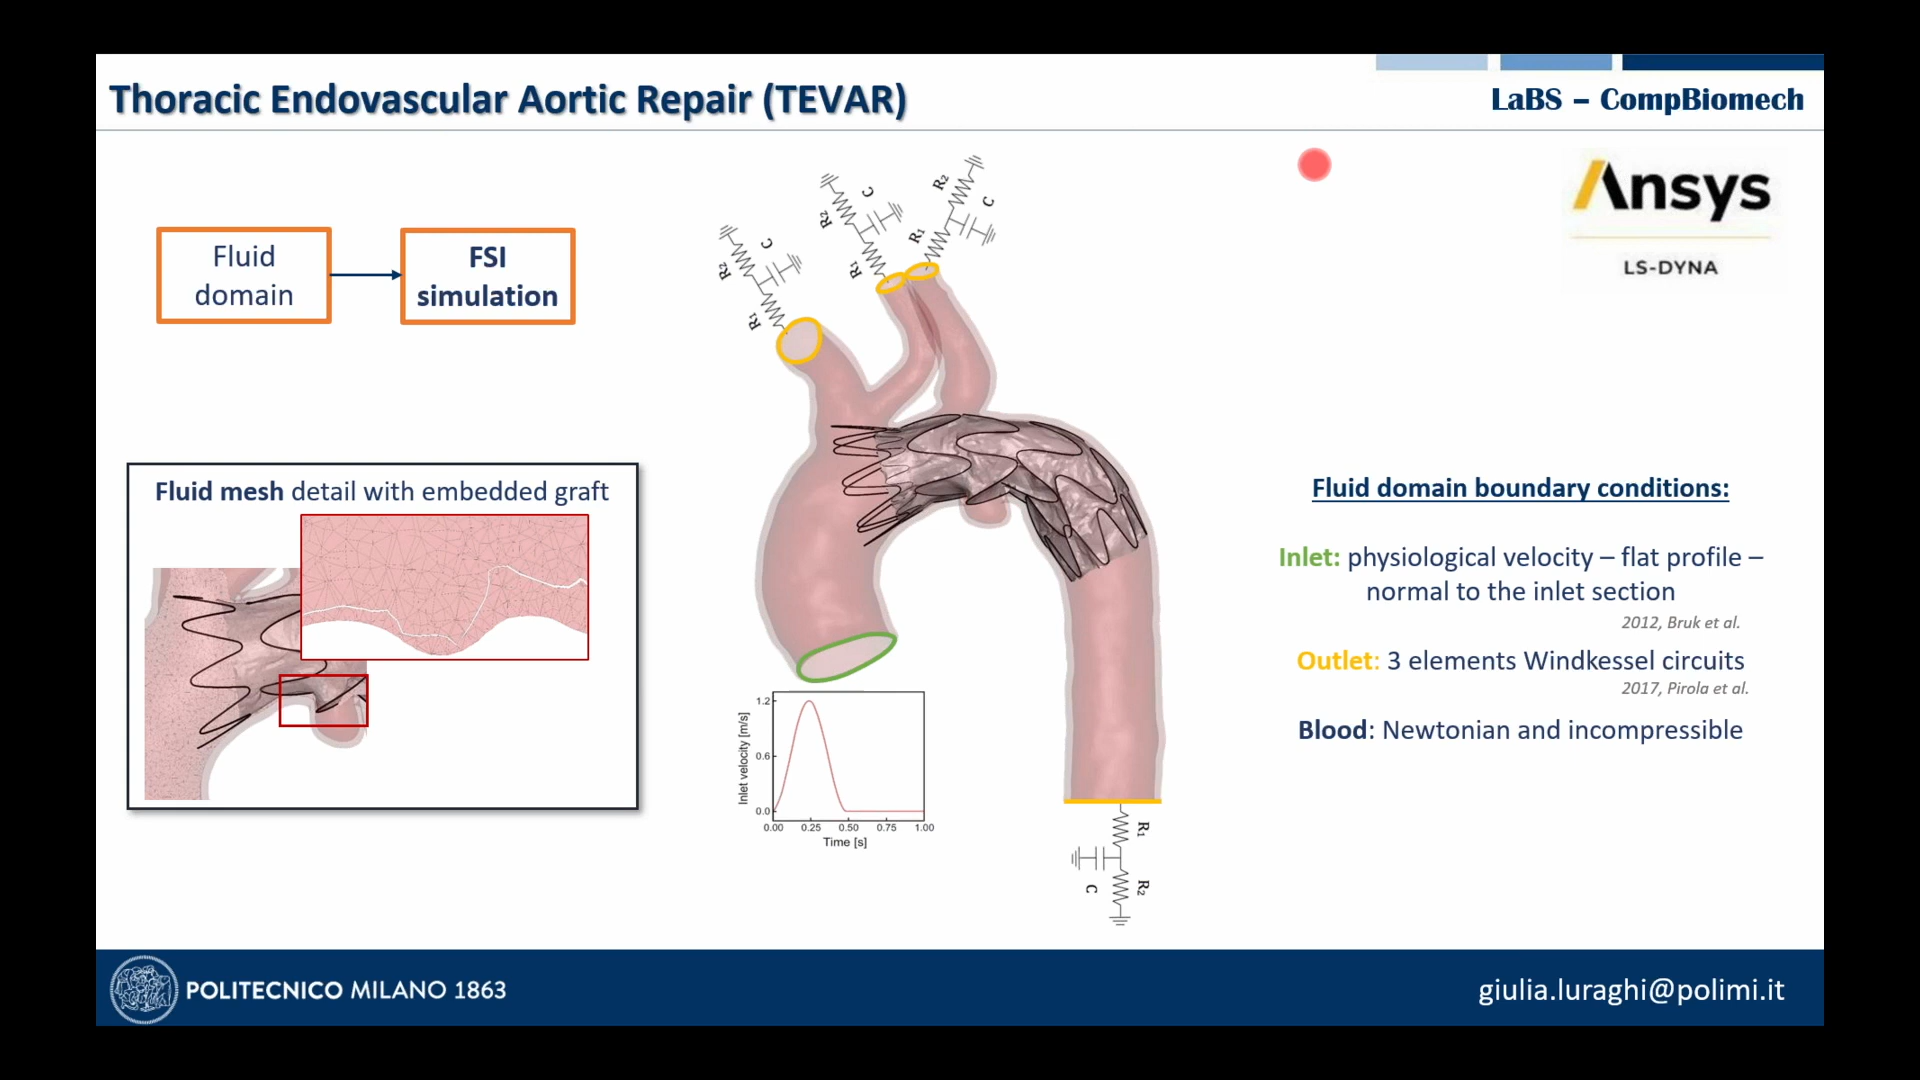 Thoracic Endovascular Aortic Repair (TEVAR)
LaBS – CompBiomech
Ansys
LS-DYNA
Fluid
domain
FSI
simulation
R₂
C
R₁
R₂
C
R₁
R₂
C
R₁
Fluid mesh detail with embedded graft
Fluid domain boundary conditions:
Inlet: physiological velocity – flat profile –
normal to the inlet section
2012, Bruk et al.
Outlet: 3 elements Windkessel circuits
2017, Pirola et al.
Blood: Newtonian and incompressible
Inlet velocity [m/s]
1.2
0.6
0.0
0.00 0.25 0.50 0.75 1.00
Time [s]
R₁
C
R₂
POLITECNICO MILANO 1863
giulia.luraghi@polimi.it